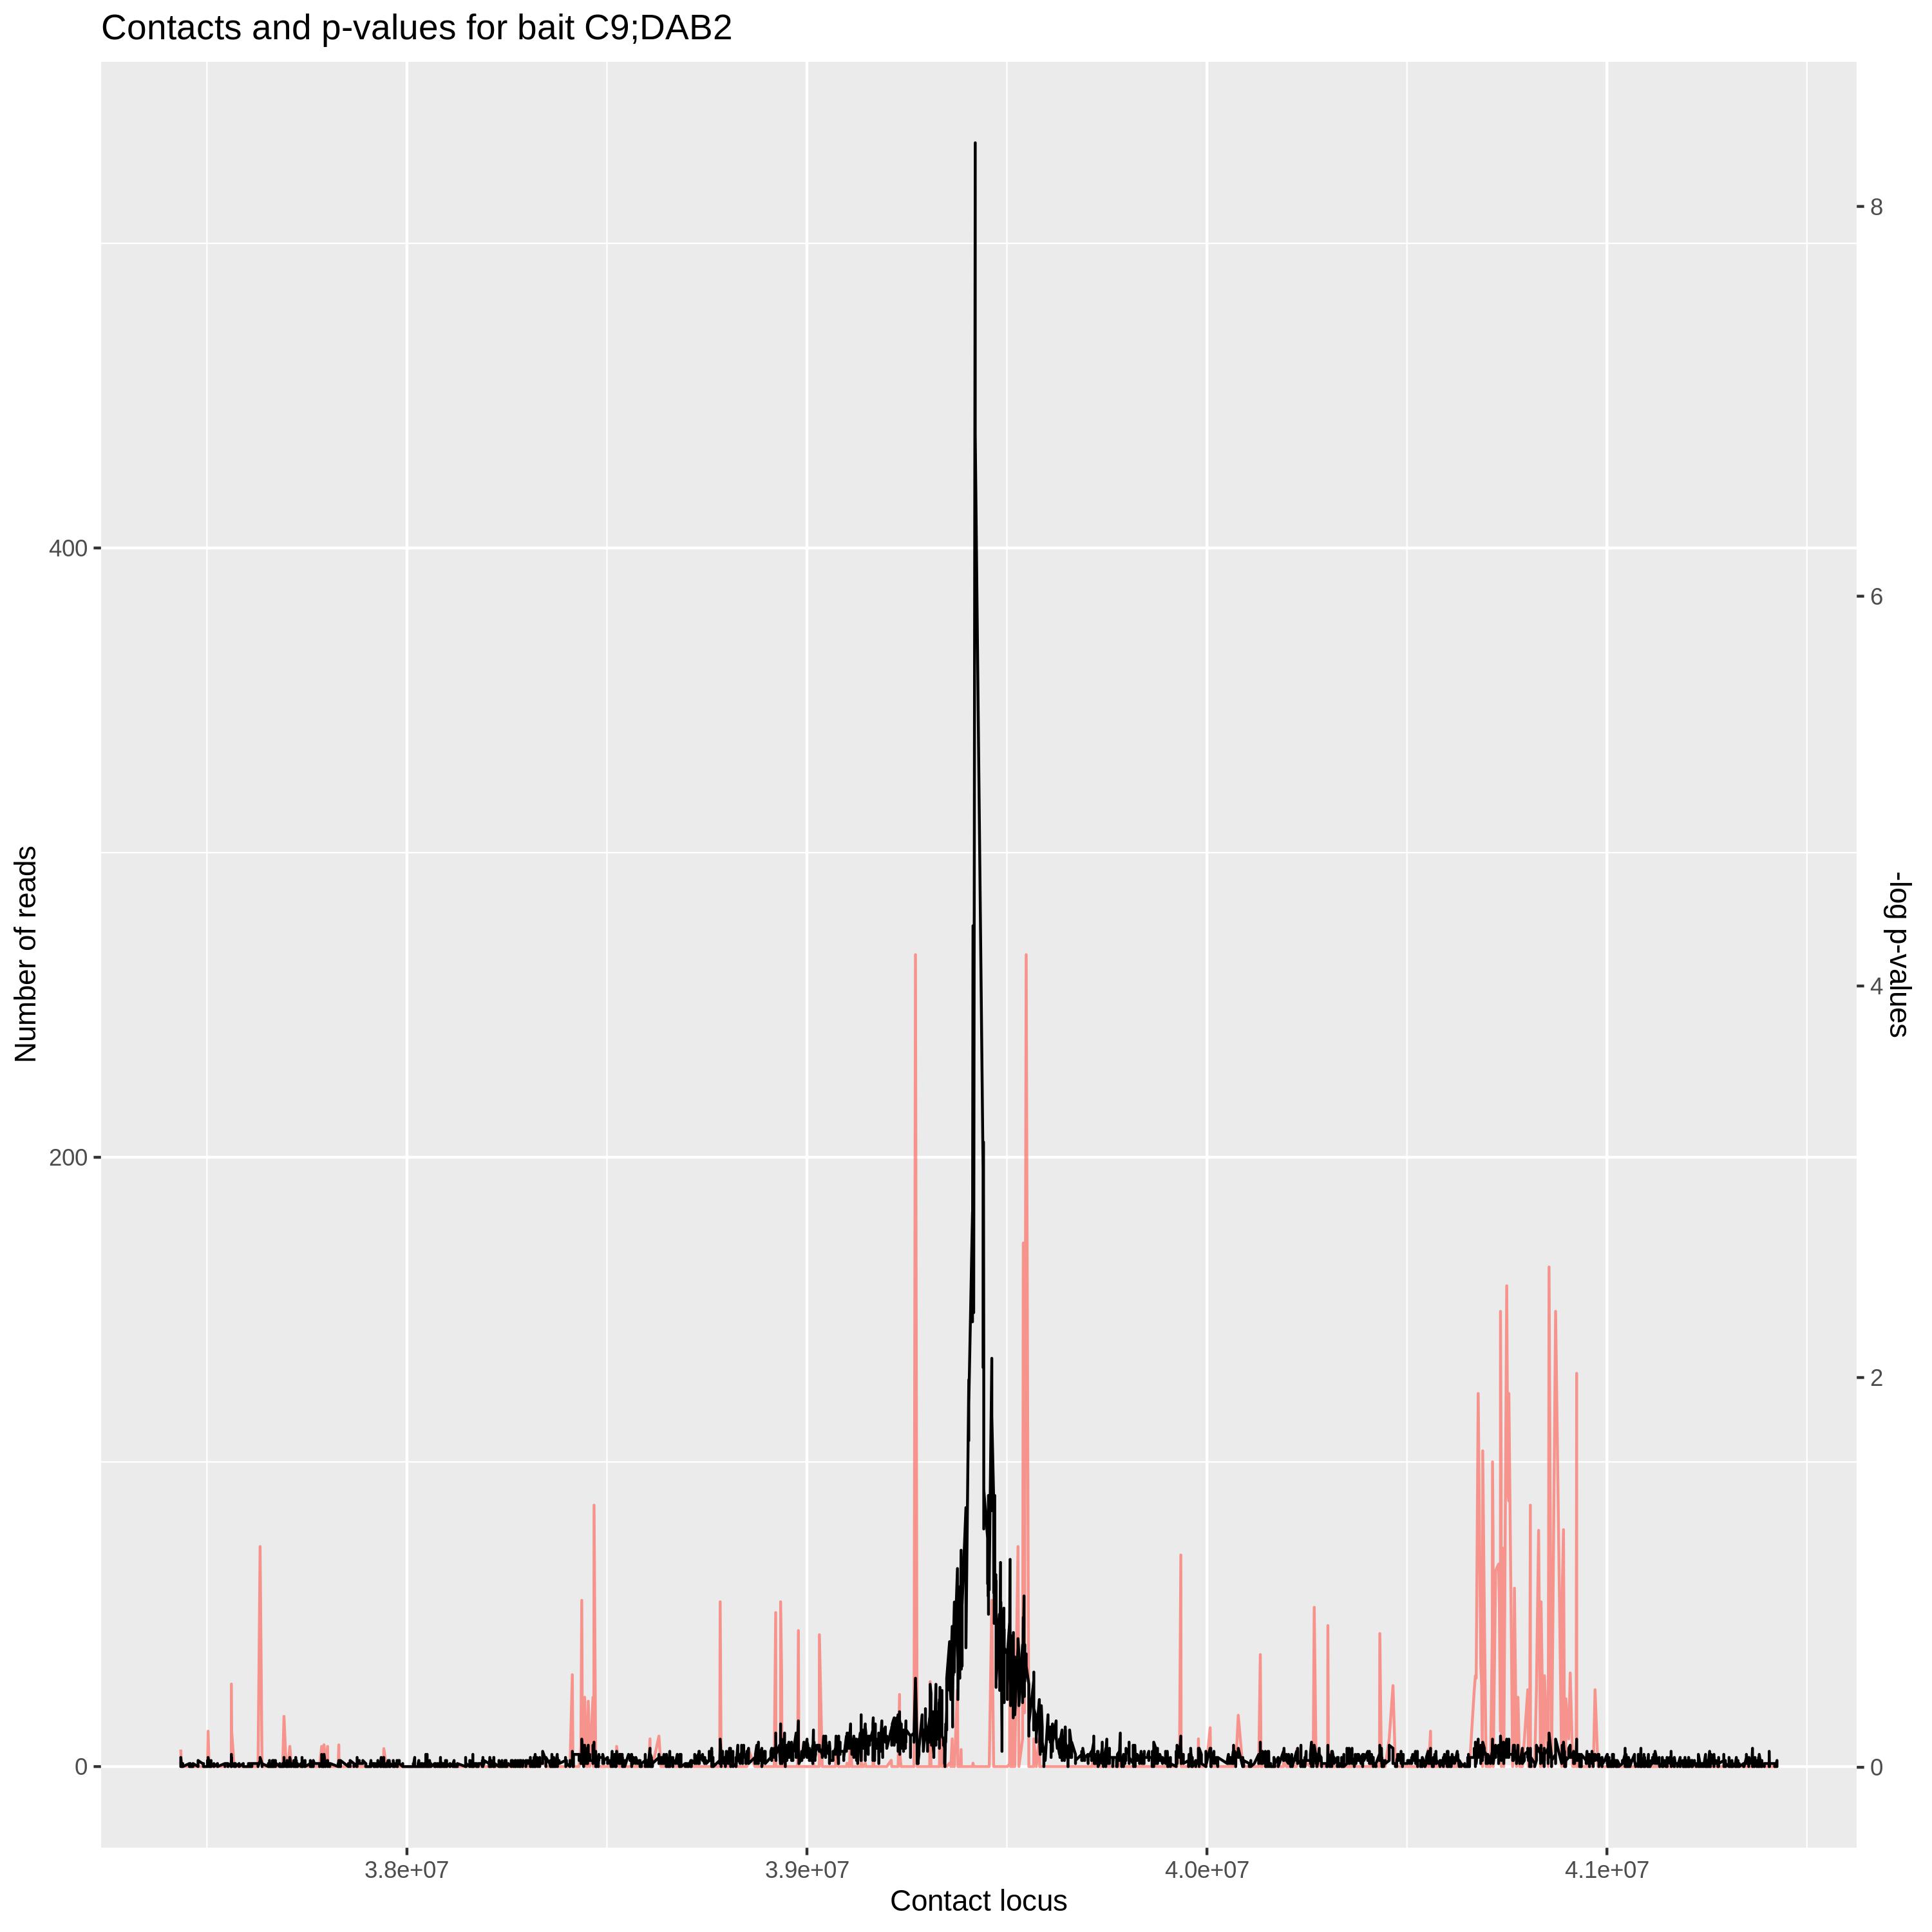 Contacts and p-values for bait C9;DAB2
8
6
4
2
0
-log p-values
400
200
0
Number of reads
3.8e+07
3.9e+07
4.0e+07
4.1e+07
Contact locus